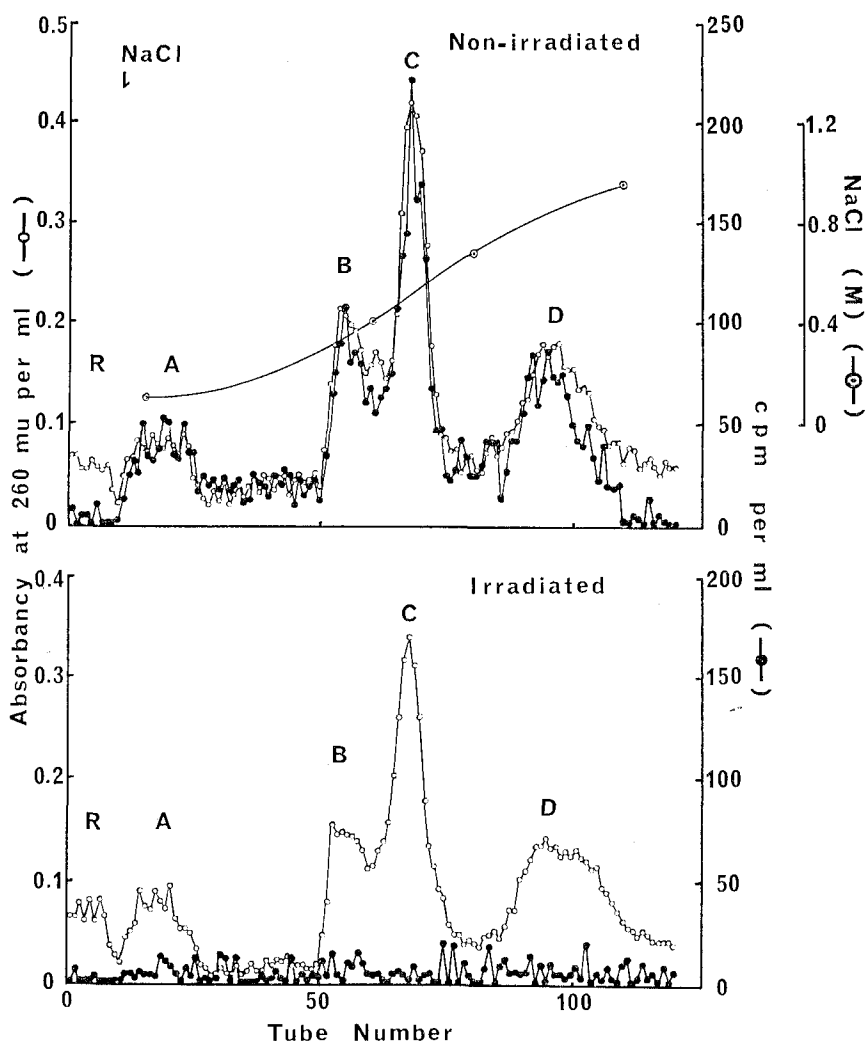 Non-irradiated
NaCl
0.5
0.4
0.3
0.2
0.1
0
R
A
B
C
D
250
200
150
100
50
0
1.2
0.8
0.4
0
NaCl (M) (—⊙—)
Irradiated
0.4
0.3
0.2
0.1
0
R
A
B
C
D
200
150
100
50
0
Absorbancy at 260 mu per ml (—o—)
cpm per ml (—●—)
0
50
100
Tube Number